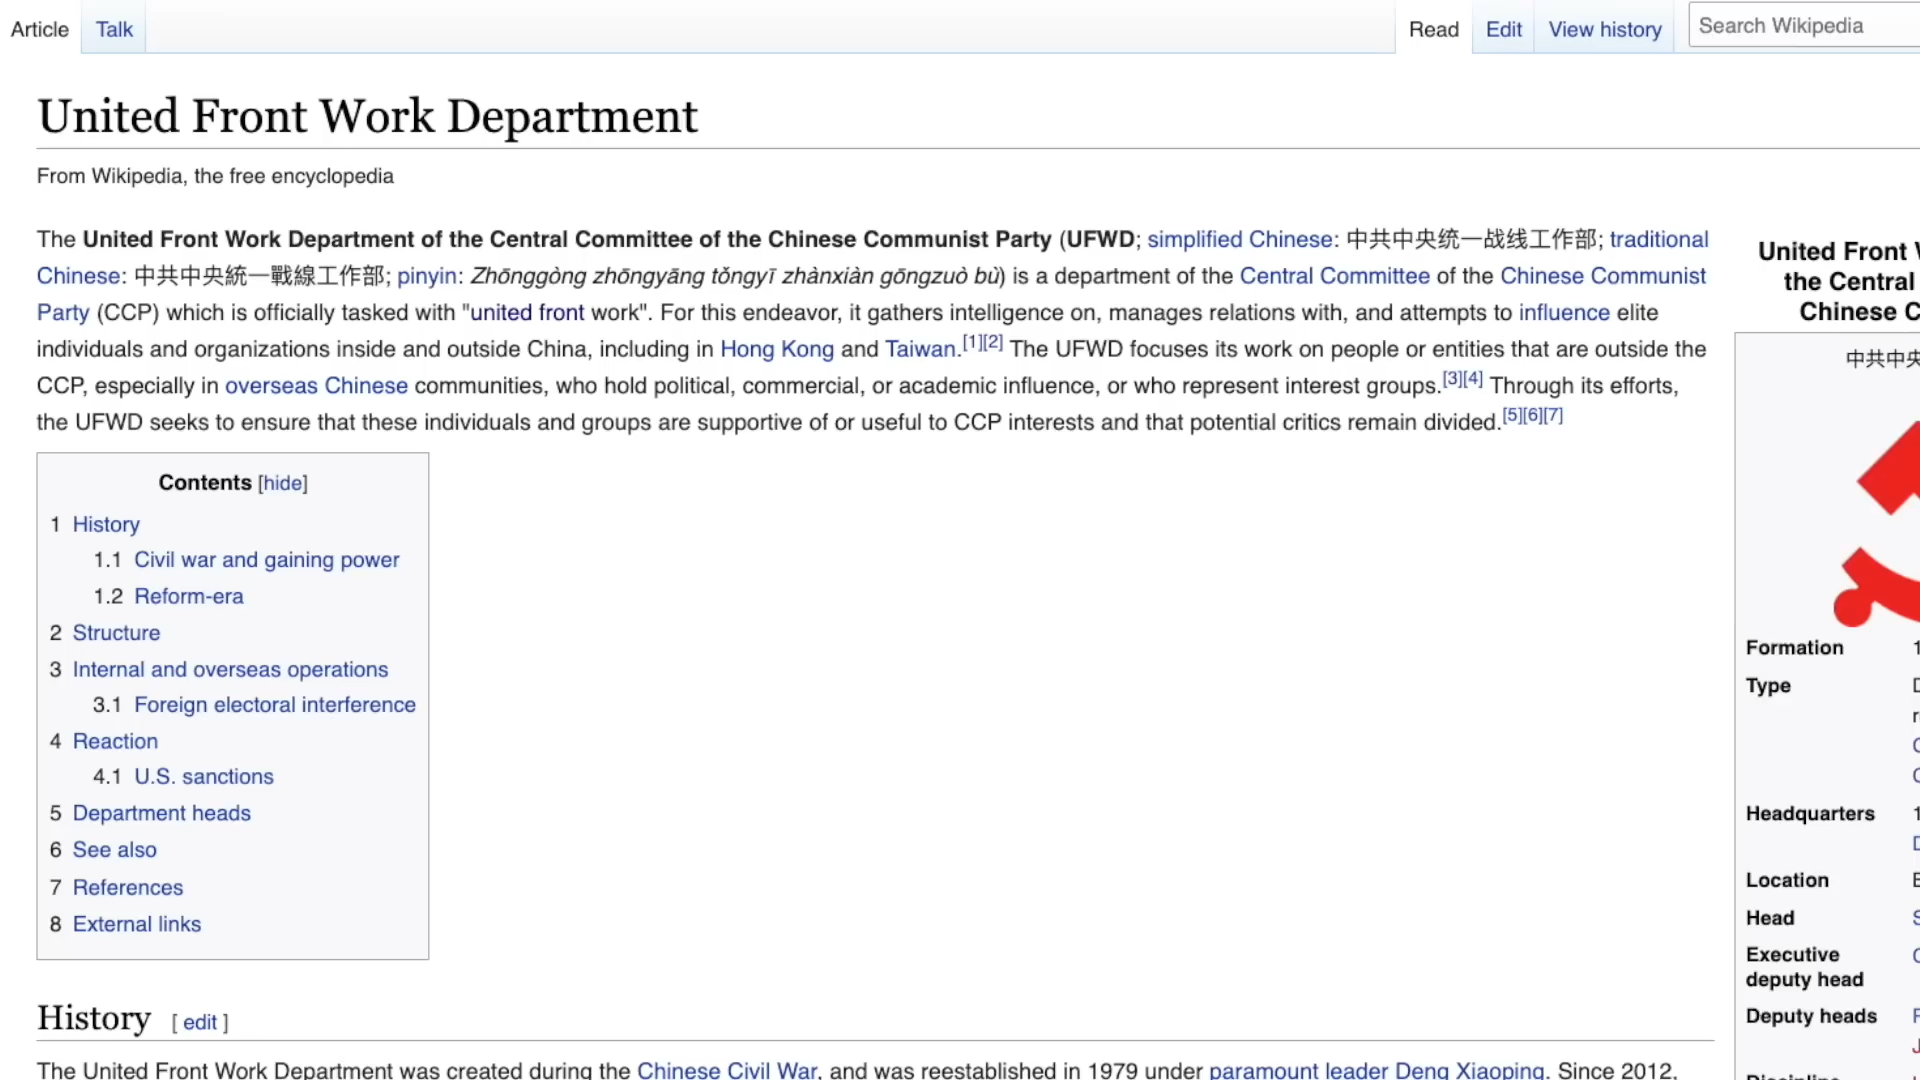 Article Talk Read Edit View history Search Wikipedia
United Front Work Department
From Wikipedia, the free encyclopedia
The United Front Work Department of the Central Committee of the Chinese Communist Party (UFWD; simplified Chinese: 中共中央统一战线工作部; traditional
Chinese: 中共中央統一戰線工作部; pinyin: Zhōnggòng zhōngyāng tǒngyī zhànxiàn gōngzuò bù) is a department of the Central Committee of the Chinese Communist
Party (CCP) which is officially tasked with "united front work". For this endeavor, it gathers intelligence on, manages relations with, and attempts to influence elite
individuals and organizations inside and outside China, including in Hong Kong and Taiwan.[1][2] The UFWD focuses its work on people or entities that are outside the
CCP, especially in overseas Chinese communities, who hold political, commercial, or academic influence, or who represent interest groups.[3][4] Through its efforts,
the UFWD seeks to ensure that these individuals and groups are supportive of or useful to CCP interests and that potential critics remain divided.[5][6][7]
Contents [hide]
1 History
1.1 Civil war and gaining power
1.2 Reform-era
2 Structure
3 Internal and overseas operations
3.1 Foreign electoral interference
4 Reaction
4.1 U.S. sanctions
5 Department heads
6 See also
7 References
8 External links
History [ edit ]
The United Front Work Department was created during the Chinese Civil War, and was reestablished in 1979 under paramount leader Deng Xiaoping. Since 2012,
United Front
the Central
Chinese
中共中央
Formation
Type
Headquarters
Location
Head
Executive
deputy head
Deputy heads